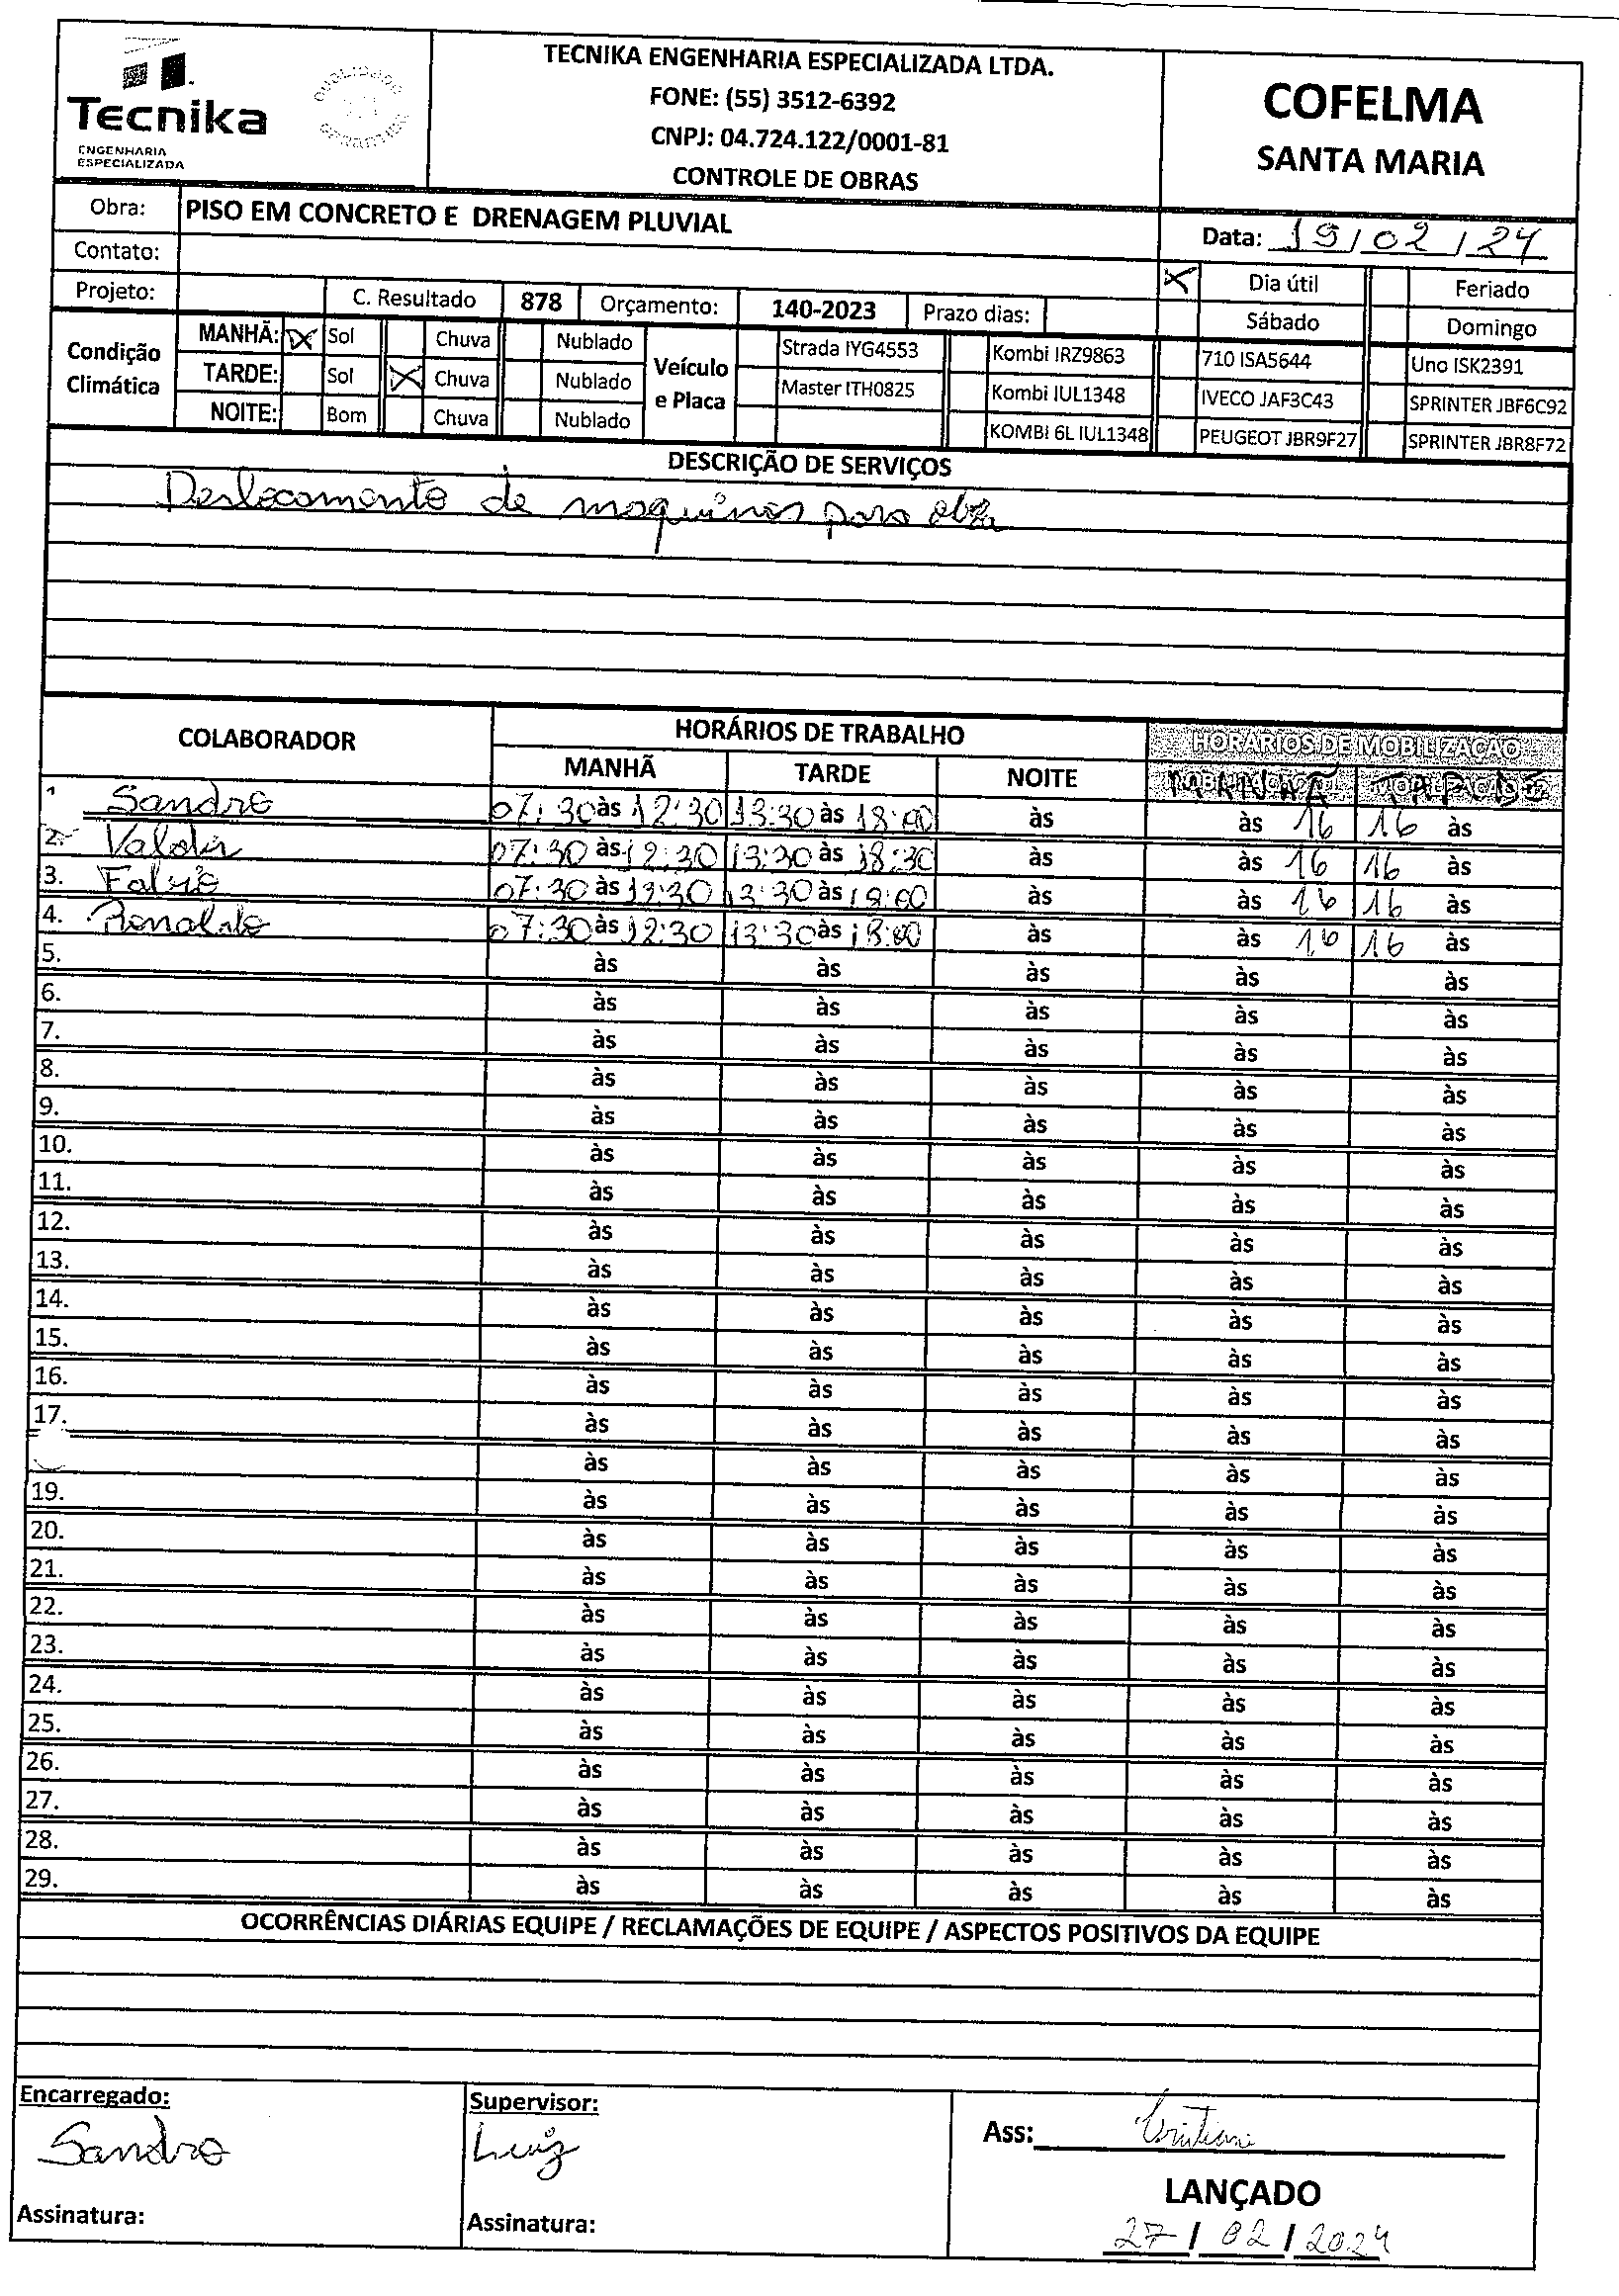 Tecnika
ENGENHARIA
ESPECIALIZADA
QUALIDADE
TECNIKA ENGENHARIA ESPECIALIZADA LTDA.
FONE: (55) 3512-6392
CNPJ: 04.724.122/0001-81
CONTROLE DE OBRAS
COFELMA
SANTA MARIA
Obra: PISO EM CONCRETO E DRENAGEM PLUVIAL
Data: 19/02/24
Contato:
X Dia útil Feriado
Projeto: C. Resultado 878 Orçamento: 140-2023 Prazo dias:
Sábado Domingo
Condição Climática
MANHÃ: X Sol Chuva Nublado
TARDE: Sol X Chuva Nublado
NOITE: Bom Chuva Nublado
Veículo e Placa
Strada IYG4553 Kombi IRZ9863 710 ISA5644 Uno ISK2391
Master ITH0825 Kombi IUL1348 IVECO JAF3C43 SPRINTER JBF6C92
KOMBI 6L IUL1348 PEUGEOT JBR9F27 SPRINTER JBR8F72
DESCRIÇÃO DE SERVIÇOS
Deslocamento de maquinas para obra
COLABORADOR HORÁRIOS DE TRABALHO HORÁRIOS DE MOBILIZAÇÃO
MANHÃ TARDE NOITE MANHÃ TARDE
1 Sandro 07:30 às 12:30 13:30 às 18:00 às às 16 16 às
2. Valdir 07:30 às 12:30 13:30 às 18:30 às às 16 16 às
3. Fabio 07:30 às 12:30 13:30 às 18:00 às às 16 16 às
4. Ronaldo 07:30 às 12:30 13:30 às 18:00 às às 16 16 às
5. às às às às às
6. às às às às às
7. às às às às às
8. às às às às às
9. às às às às às
10. às às às às às
11. às às às às às
12. às às às às às
13. às às às às às
14. às às às às às
15. às às às às às
16. às às às às às
17. às às às às às
às às às às às
19. às às às às às
20. às às às às às
21. às às às às às
22. às às às às às
23. às às às às às
24. às às às às às
25. às às às às às
26. às às às às às
27. às às às às às
28. às às às às às
29. às às às às às
OCORRÊNCIAS DIÁRIAS EQUIPE / RECLAMAÇÕES DE EQUIPE / ASPECTOS POSITIVOS DA EQUIPE
Encarregado:
Sandro
Assinatura:
Supervisor:
Luiz
Assinatura:
Ass: Cristiane
LANÇADO
27/02/2024